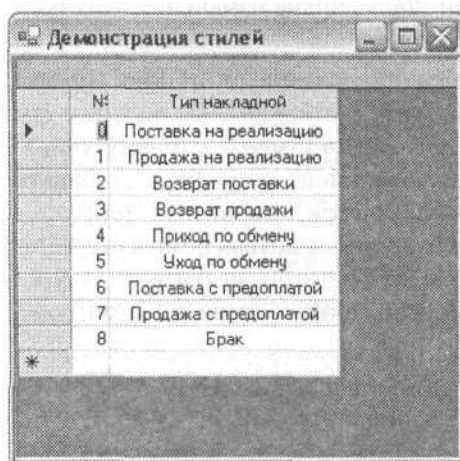 Демонстрация стилей
№ Тип накладной
0 Поставка на реализацию
1 Продажа на реализацию
2 Возврат поставки
3 Возврат продажи
4 Приход по обмену
5 Уход по обмену
6 Поставка с предоплатой
7 Продажа с предоплатой
8 Брак
*